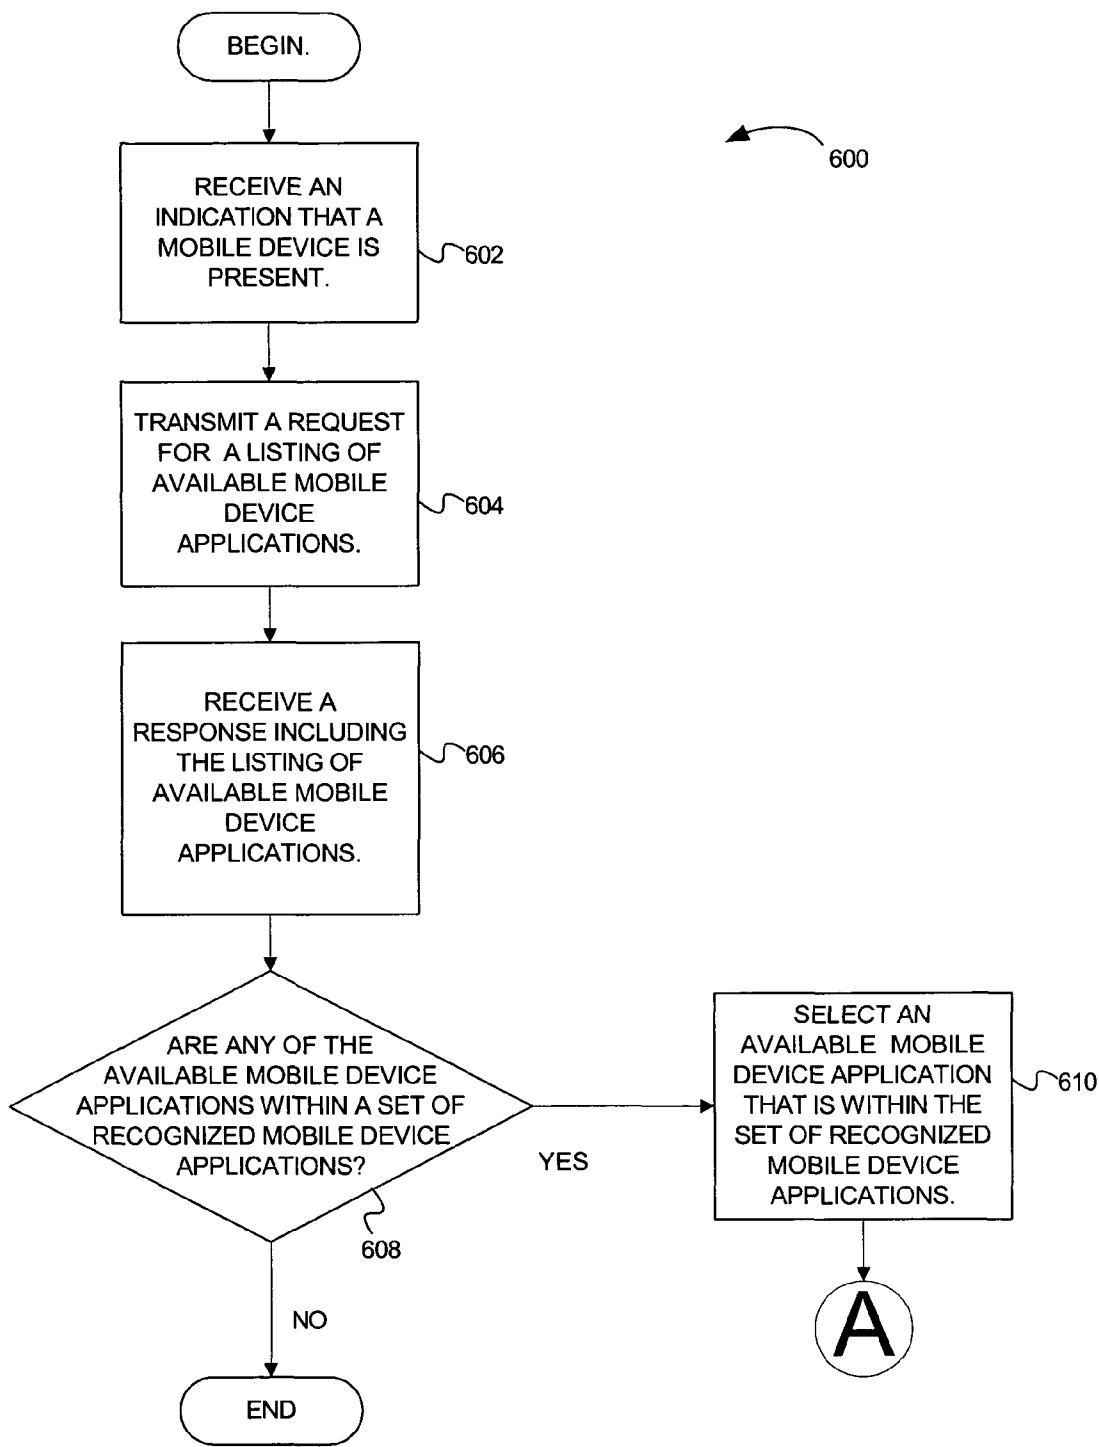 BEGIN.
600
RECEIVE AN
INDICATION THAT A
MOBILE DEVICE IS
PRESENT.
602
TRANSMIT A REQUEST
FOR A LISTING OF
AVAILABLE MOBILE
DEVICE
APPLICATIONS.
604
RECEIVE A
RESPONSE INCLUDING
THE LISTING OF
AVAILABLE MOBILE
DEVICE
APPLICATIONS.
606
ARE ANY OF THE
AVAILABLE MOBILE DEVICE
APPLICATIONS WITHIN A SET OF
RECOGNIZED MOBILE DEVICE
APPLICATIONS?
608
YES
SELECT AN
AVAILABLE MOBILE
DEVICE APPLICATION
THAT IS WITHIN THE
SET OF RECOGNIZED
MOBILE DEVICE
APPLICATIONS.
610
NO
A
END